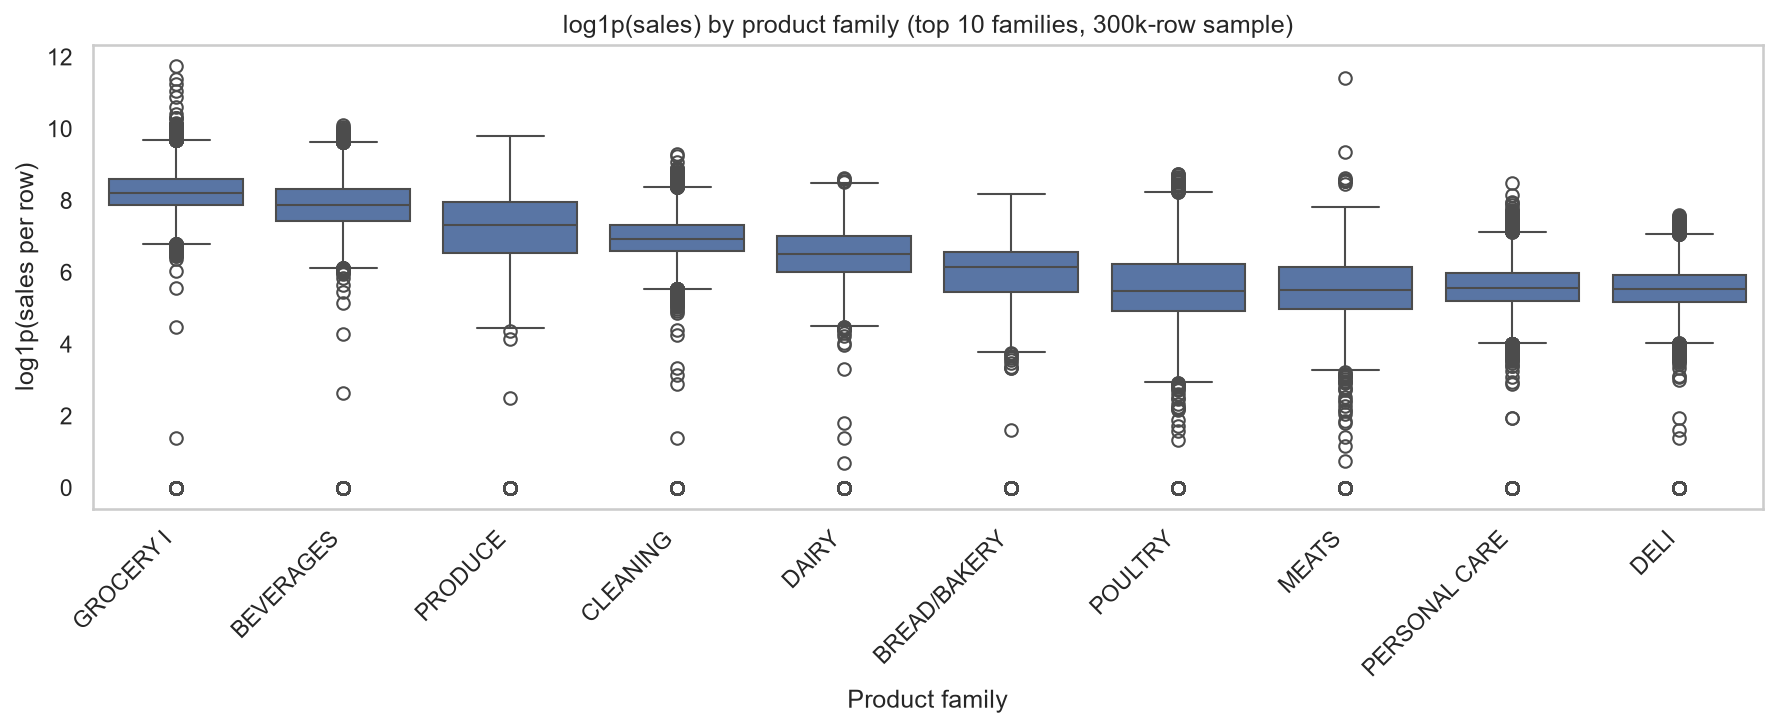 log1p(sales) by product family (top 10 families, 300k-row sample)
log1p(sales per row)
12
10
8
6
4
2
0
GROCERY I
BEVERAGES
PRODUCE
CLEANING
DAIRY
BREAD/BAKERY
POULTRY
MEATS
PERSONAL CARE
DELI
Product family